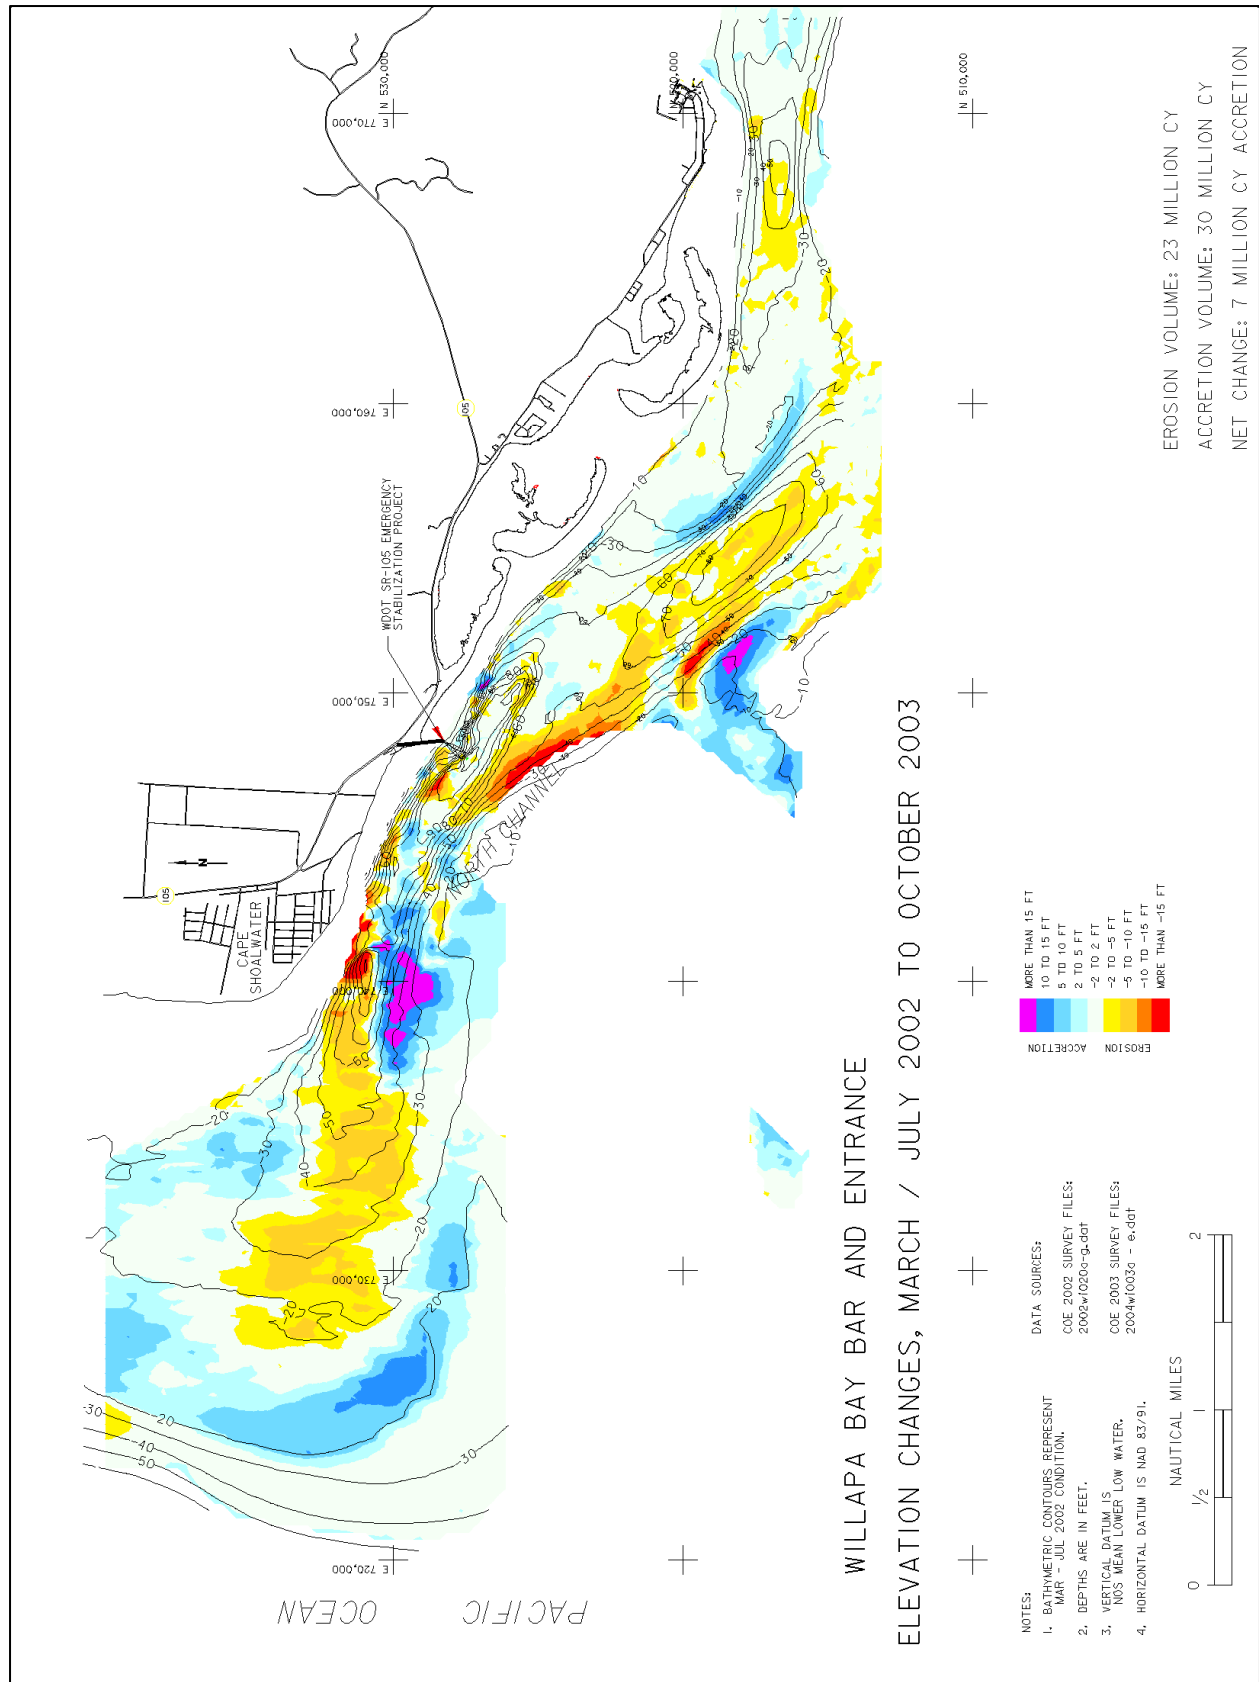 WILLAPA BAY BAR AND ENTRANCE
ELEVATION CHANGES, MARCH / JULY 2002 TO OCTOBER 2003
EROSION VOLUME: 23 MILLION CY
ACCRETION VOLUME: 30 MILLION CY
NET CHANGE: 7 MILLION CY ACCRETION
PACIFIC
OCEAN
CAPE
SHOALWATER
105
N
WDOT SR-105 EMERGENCY
STABILIZATION PROJECT
105
NORTH CHANNEL
E 720,000
E 730,000
E 740,000
E 750,000
E 760,000
E 770,000
N 530,000
N 520,000
N 510,000
ACCRETION
EROSION
MORE THAN 15 FT
10 TO 15 FT
5 TO 10 FT
2 TO 5 FT
-2 TO 2 FT
-2 TO -5 FT
-5 TO -10 FT
-10 TO -15 FT
MORE THAN -15 FT
NOTES:
1. BATHYMETRIC CONTOURS REPRESENT
MAR - JUL 2002 CONDITION.
2. DEPTHS ARE IN FEET.
3. VERTICAL DATUM IS
NOS MEAN LOWER LOW WATER.
4. HORIZONTAL DATUM IS NAD 83/91.
DATA SOURCES:
COE 2002 SURVEY FILES:
2002w1020a-g.dat
COE 2003 SURVEY FILES:
2004w1003a - e.dat
NAUTICAL MILES
0
1/2
1
2